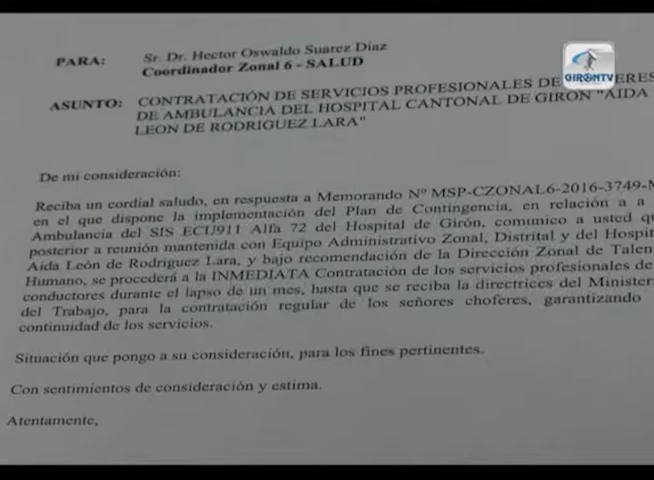 GIRONTV
PARA: Sr. Dr. Hector Oswaldo Suarez Diaz
Coordinador Zonal 6 - SALUD
ASUNTO: CONTRATACIÓN DE SERVICIOS PROFESIONALES DE
DE AMBULANCIA DEL HOSPITAL CANTONAL DE GIRÓN "AIDA
LEON DE RODRIGUEZ LARA"
De mi consideración:
Reciba un cordial saludo, en respuesta a Memorando Nº MSP-CZONAL6-2016-3749-M
en el que dispone la implementación del Plan de Contingencia, en relación a a
Ambulancia del SIS ECU911 Alfa 72 del Hospital de Girón, comunico a usted
posterior a reunión mantenida con Equipo Administrativo Zonal, Distrital y del
Aida León de Rodríguez Lara, y bajo recomendación de la Dirección Zonal de
Humano, se procederá a la INMEDIATA Contratación de los servicios profesionales de
conductores durante el lapso de un mes, hasta que se reciba la directrices del
del Trabajo, para la contratación regular de los señores choferes, garantizando
continuidad de los servicios.
Situación que pongo a su consideración, para los fines pertinentes.
Con sentimientos de consideración y estima.
Atentamente,